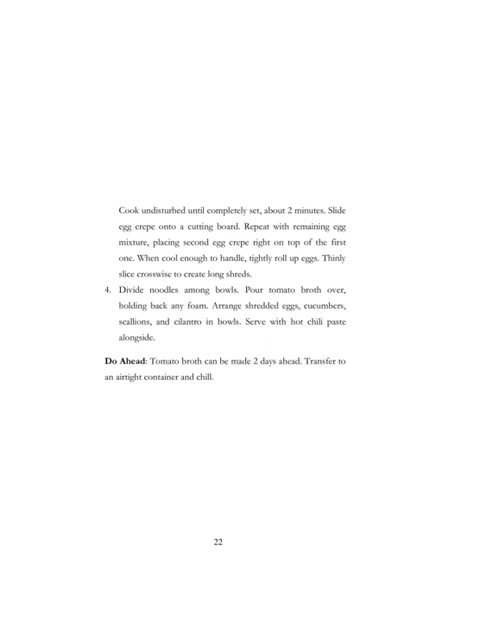 Cook undisturbed until completely set, about 2 minutes. Slide
egg crepe onto a cutting board. Repeat with remaining egg
mixture, placing second egg crepe right on top of the first
one. When cool enough to handle, tightly roll up eggs. Thinly
slice crosswise to create long shreds.
4. Divide noodles among bowls. Pour tomato broth over,
holding back any foam. Arrange shredded eggs, cucumbers,
scallions, and cilantro in bowls. Serve with hot chili paste
alongside.
Do Ahead: Tomato broth can be made 2 days ahead. Transfer to
an airtight container and chill.
22